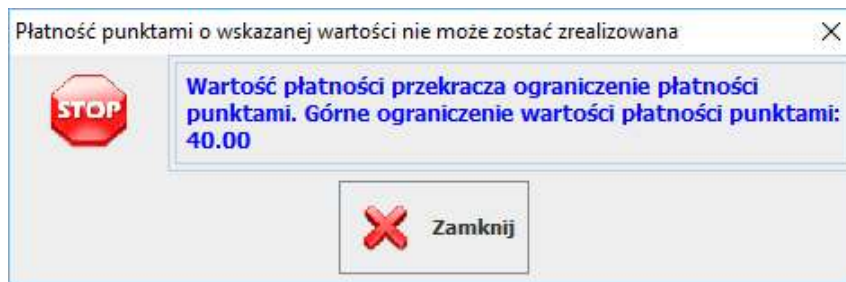 Płatność punktami o wskazanej wartości nie może zostać zrealizowana
STOP
Wartość płatności przekracza ograniczenie płatności
punktami. Górne ograniczenie wartości płatności punktami:
40.00
Zamknij